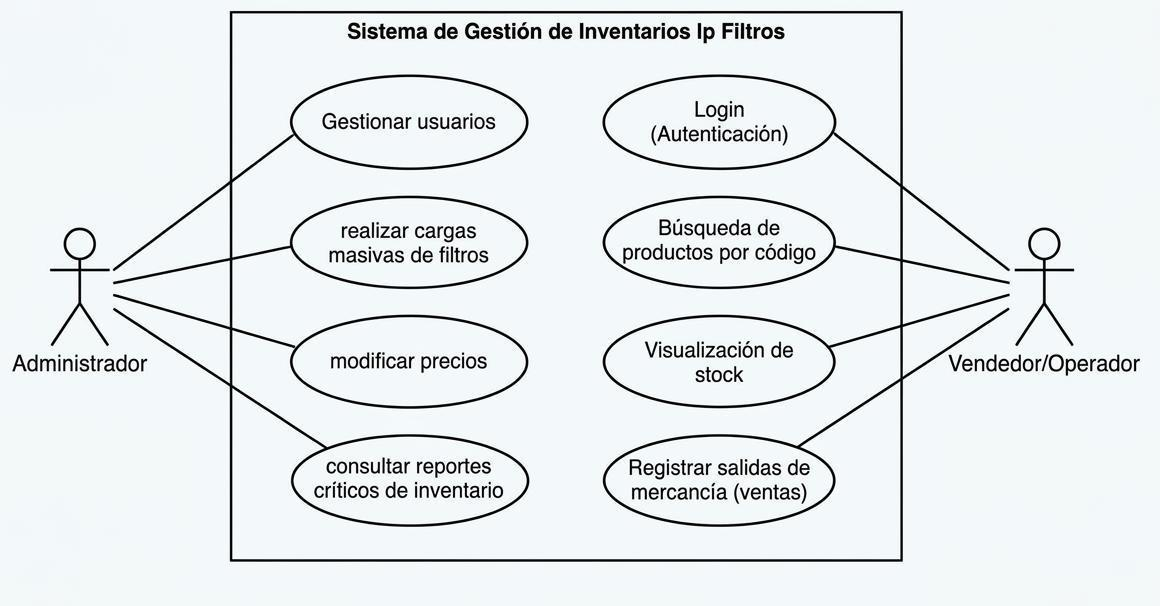 Sistema de Gestión de Inventarios lp Filtros
Gestionar usuarios
Login
(Autenticación)
realizar cargas
masivas de filtros
Búsqueda de
productos por código
Administrador
modificar precios
Visualización de
stock
Vendedor/Operador
consultar reportes
críticos de inventario
Registrar salidas de
mercancía (ventas)